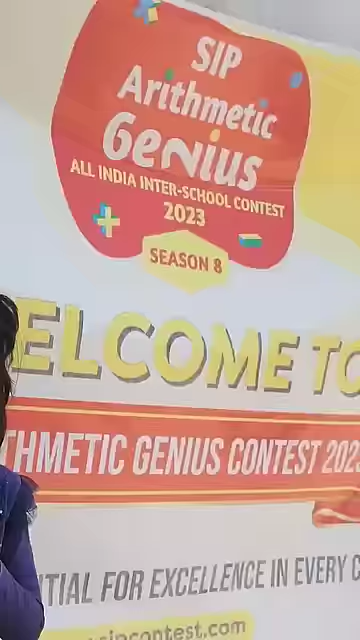 SIP
Arithmetic
GeNius
ALL INDIA INTER-SCHOOL CONTEST
2023
SEASON 8
ELCOME TO
THMETIC GENIUS CONTEST 202
TIAL FOR EXCELLENCE IN EVERY C
sipcontest.com